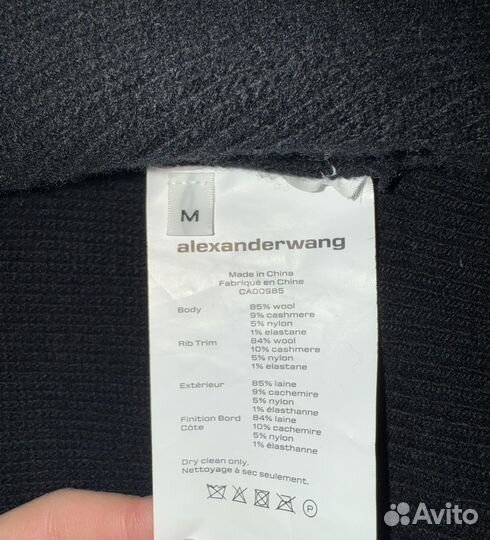 M
alexanderwang
Made in China
Fabriqué en Chine
CA00985
Body 85% wool
9% cashmere
5% nylon
1% elastane
Rib Trim 84% wool
10% cashmere
5% nylon
1% elastane
Extérieur 85% laine
9% cachemire
5% nylon
1% élasthanne
Finition Bord 84% laine
Côte 10% cachemire
5% nylon
1% élasthanne
Dry clean only.
Nettoyage à sec seulement.
P
Avito